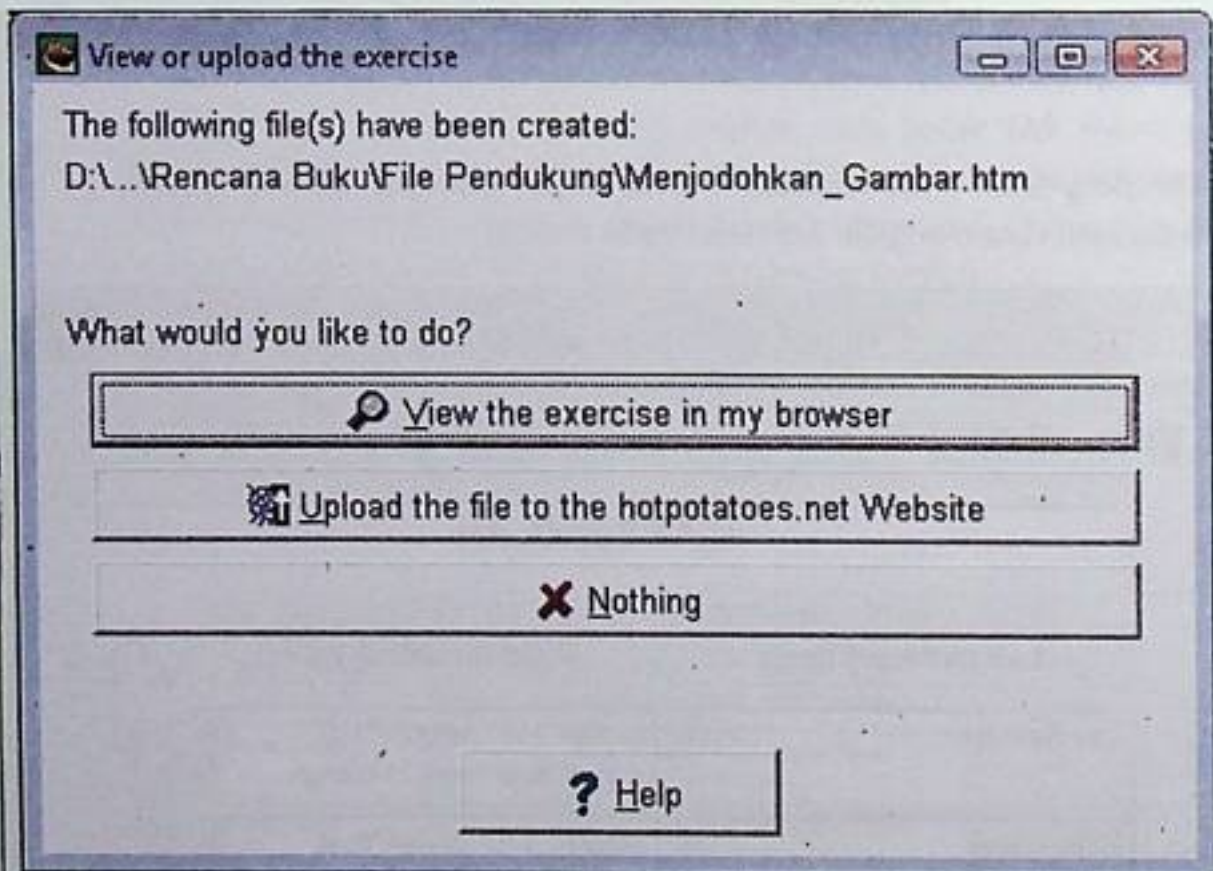 View or upload the exercise
The following file(s) have been created:
D:\...\Rencana Buku\File Pendukung\Menjodohkan_Gambar.htm
What would you like to do?
View the exercise in my browser
Upload the file to the hotpotatoes.net Website
Nothing
? Help